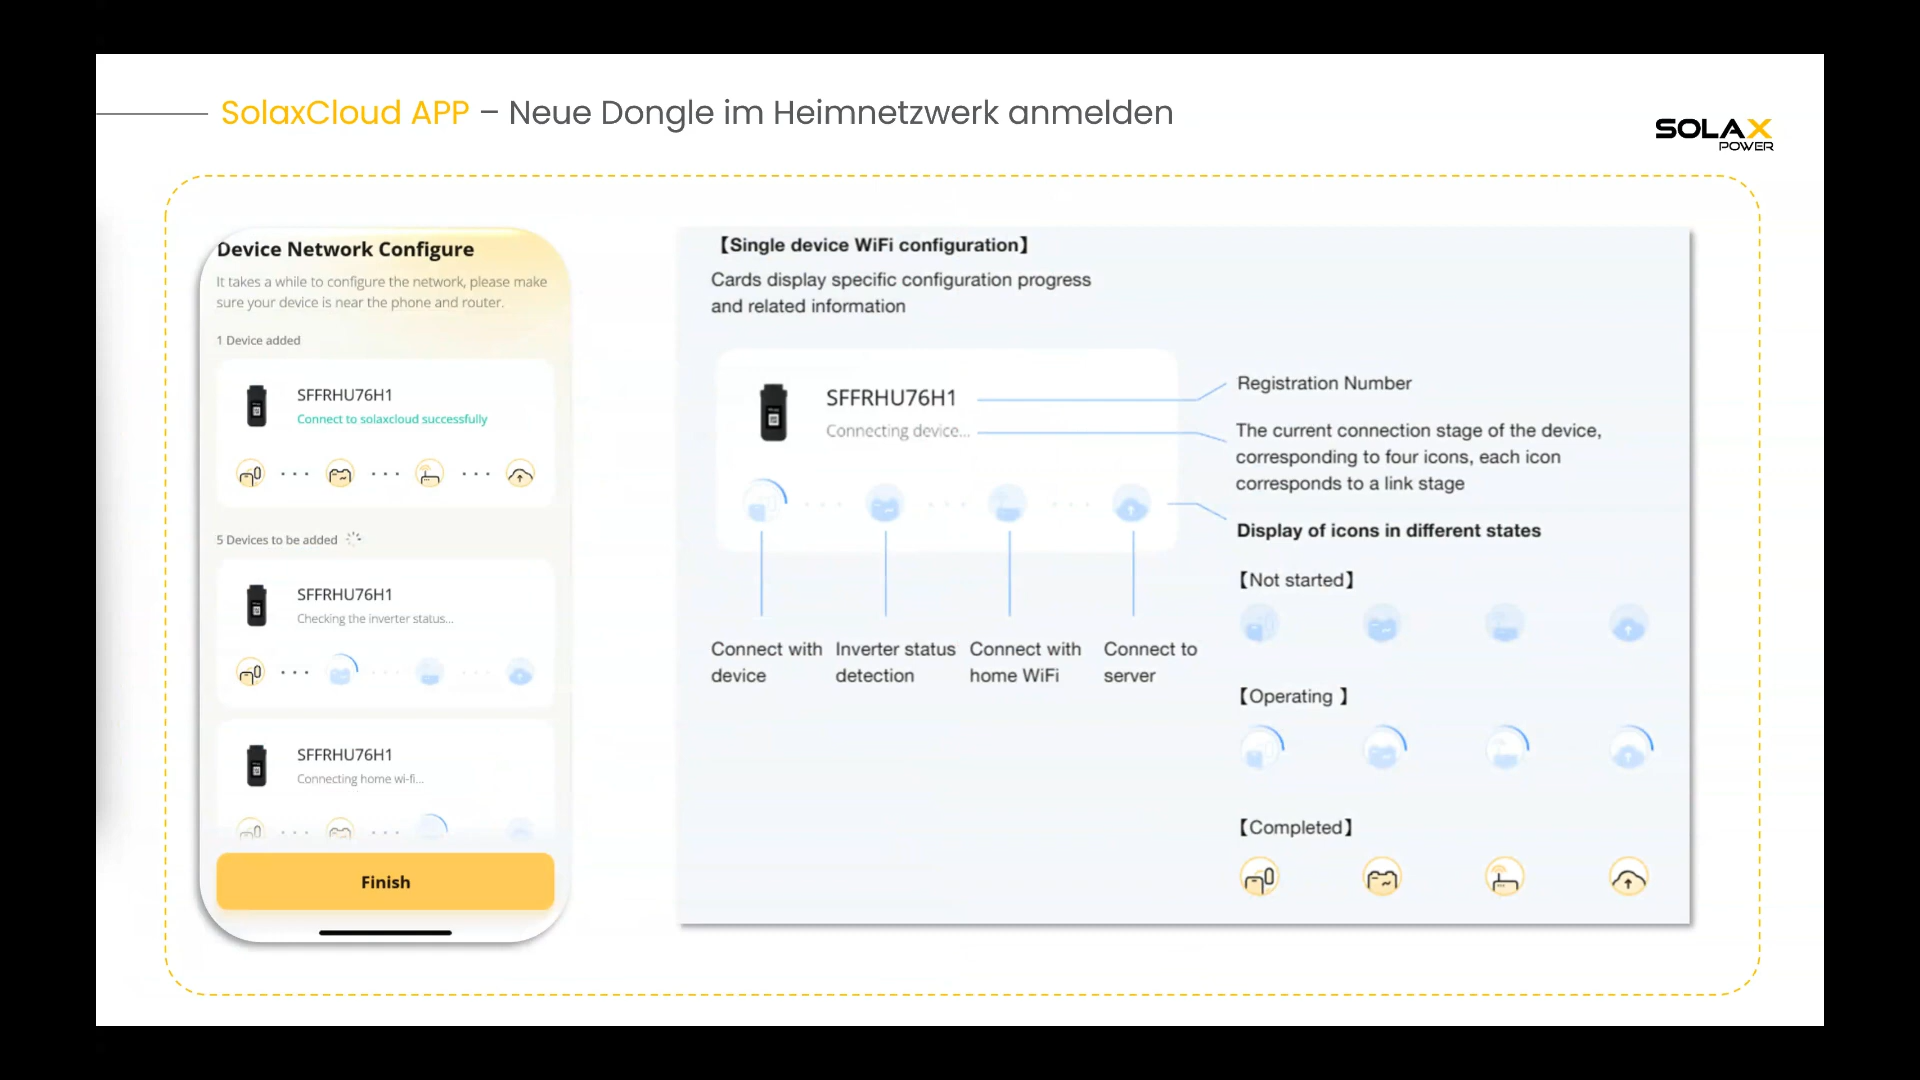 SolaxCloud APP – Neue Dongle im Heimnetzwerk anmelden
SOLAX
POWER
Device Network Configure
It takes a while to configure the network, please make
sure your device is near the phone and router.
1 Device added
SFFRHU76H1
Connect to solaxcloud successfully
5 Devices to be added
SFFRHU76H1
Checking the inverter status...
SFFRHU76H1
Connecting home wi-fi...
Finish
【Single device WiFi configuration】
Cards display specific configuration progress
and related information
SFFRHU76H1
Connecting device...
Connect with
device
Inverter status
detection
Connect with
home WiFi
Connect to
server
Registration Number
The current connection stage of the device,
corresponding to four icons, each icon
corresponds to a link stage
Display of icons in different states
【Not started】
【Operating 】
【Completed】